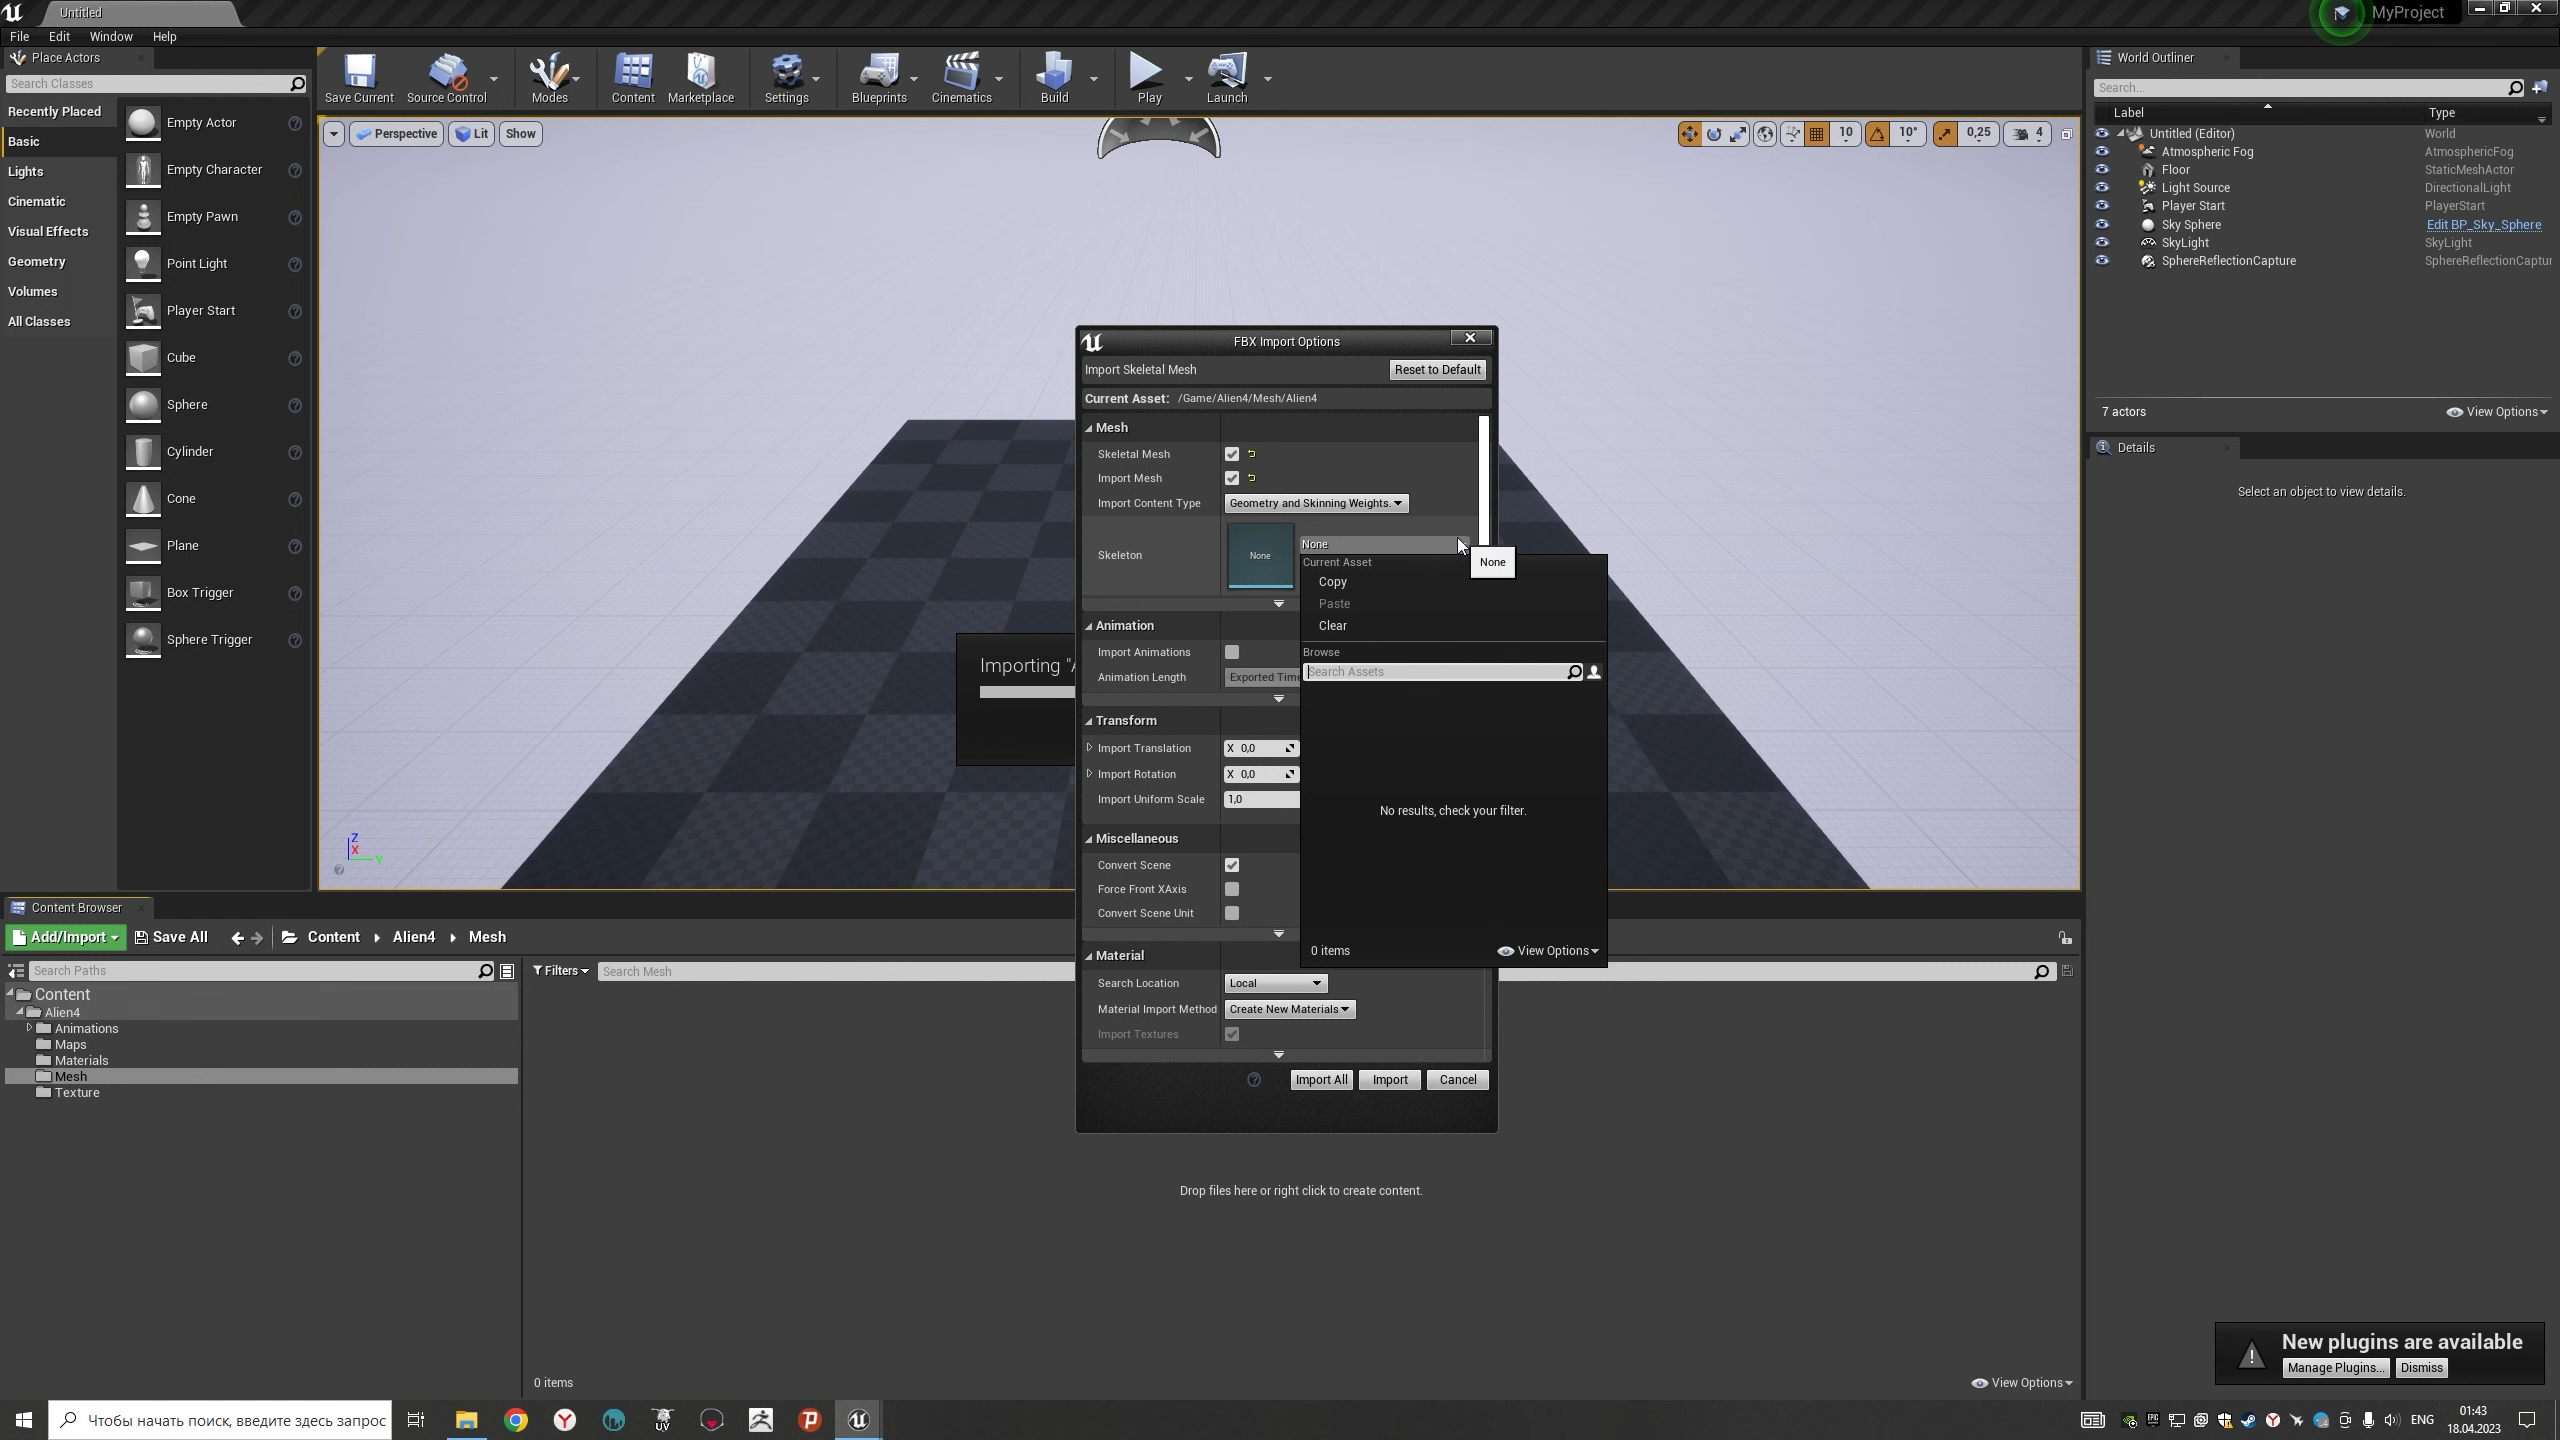 Untitled
MyProject
File Edit Window Help
Place Actors
Search Classes
Recently Placed
Basic
Lights
Cinematic
Visual Effects
Geometry
Volumes
All Classes
Empty Actor
Empty Character
Empty Pawn
Point Light
Player Start
Cube
Sphere
Cylinder
Cone
Plane
Box Trigger
Sphere Trigger
Save Current Source Control Modes Content Marketplace Settings Blueprints Cinematics Build Play Launch
Perspective Lit Show
10 10° 0,25 4
Z
X
Y
Importing "A
FBX Import Options
Import Skeletal Mesh Reset to Default
Current Asset: /Game/Alien4/Mesh/Alien4
Mesh
Skeletal Mesh
Import Mesh
Import Content Type Geometry and Skinning Weights.
Skeleton None None
None
Current Asset
Copy
Paste
Clear
Browse
Search Assets
No results, check your filter.
0 items View Options
Animation
Import Animations
Animation Length Exported Time
Transform
Import Translation X 0,0
Import Rotation X 0,0
Import Uniform Scale 1,0
Miscellaneous
Convert Scene
Force Front XAxis
Convert Scene Unit
Material
Search Location Local
Material Import Method Create New Materials
Import Textures
Import All Import Cancel
World Outliner
Search...
Label Type
Untitled (Editor) World
Atmospheric Fog AtmosphericFog
Floor StaticMeshActor
Light Source DirectionalLight
Player Start PlayerStart
Sky Sphere Edit BP_Sky_Sphere
SkyLight SkyLight
SphereReflectionCapture SphereReflectionCaptur
7 actors View Options
Details
Select an object to view details.
Content Browser
Add/Import Save All Content Alien4 Mesh
Search Paths
Filters Search Mesh
Content
Alien4
Animations
Maps
Materials
Mesh
Texture
Drop files here or right click to create content.
0 items View Options
New plugins are available
Manage Plugins... Dismiss
Чтобы начать поиск, введите здесь запрос
UV
ENG
01:43
18.04.2023